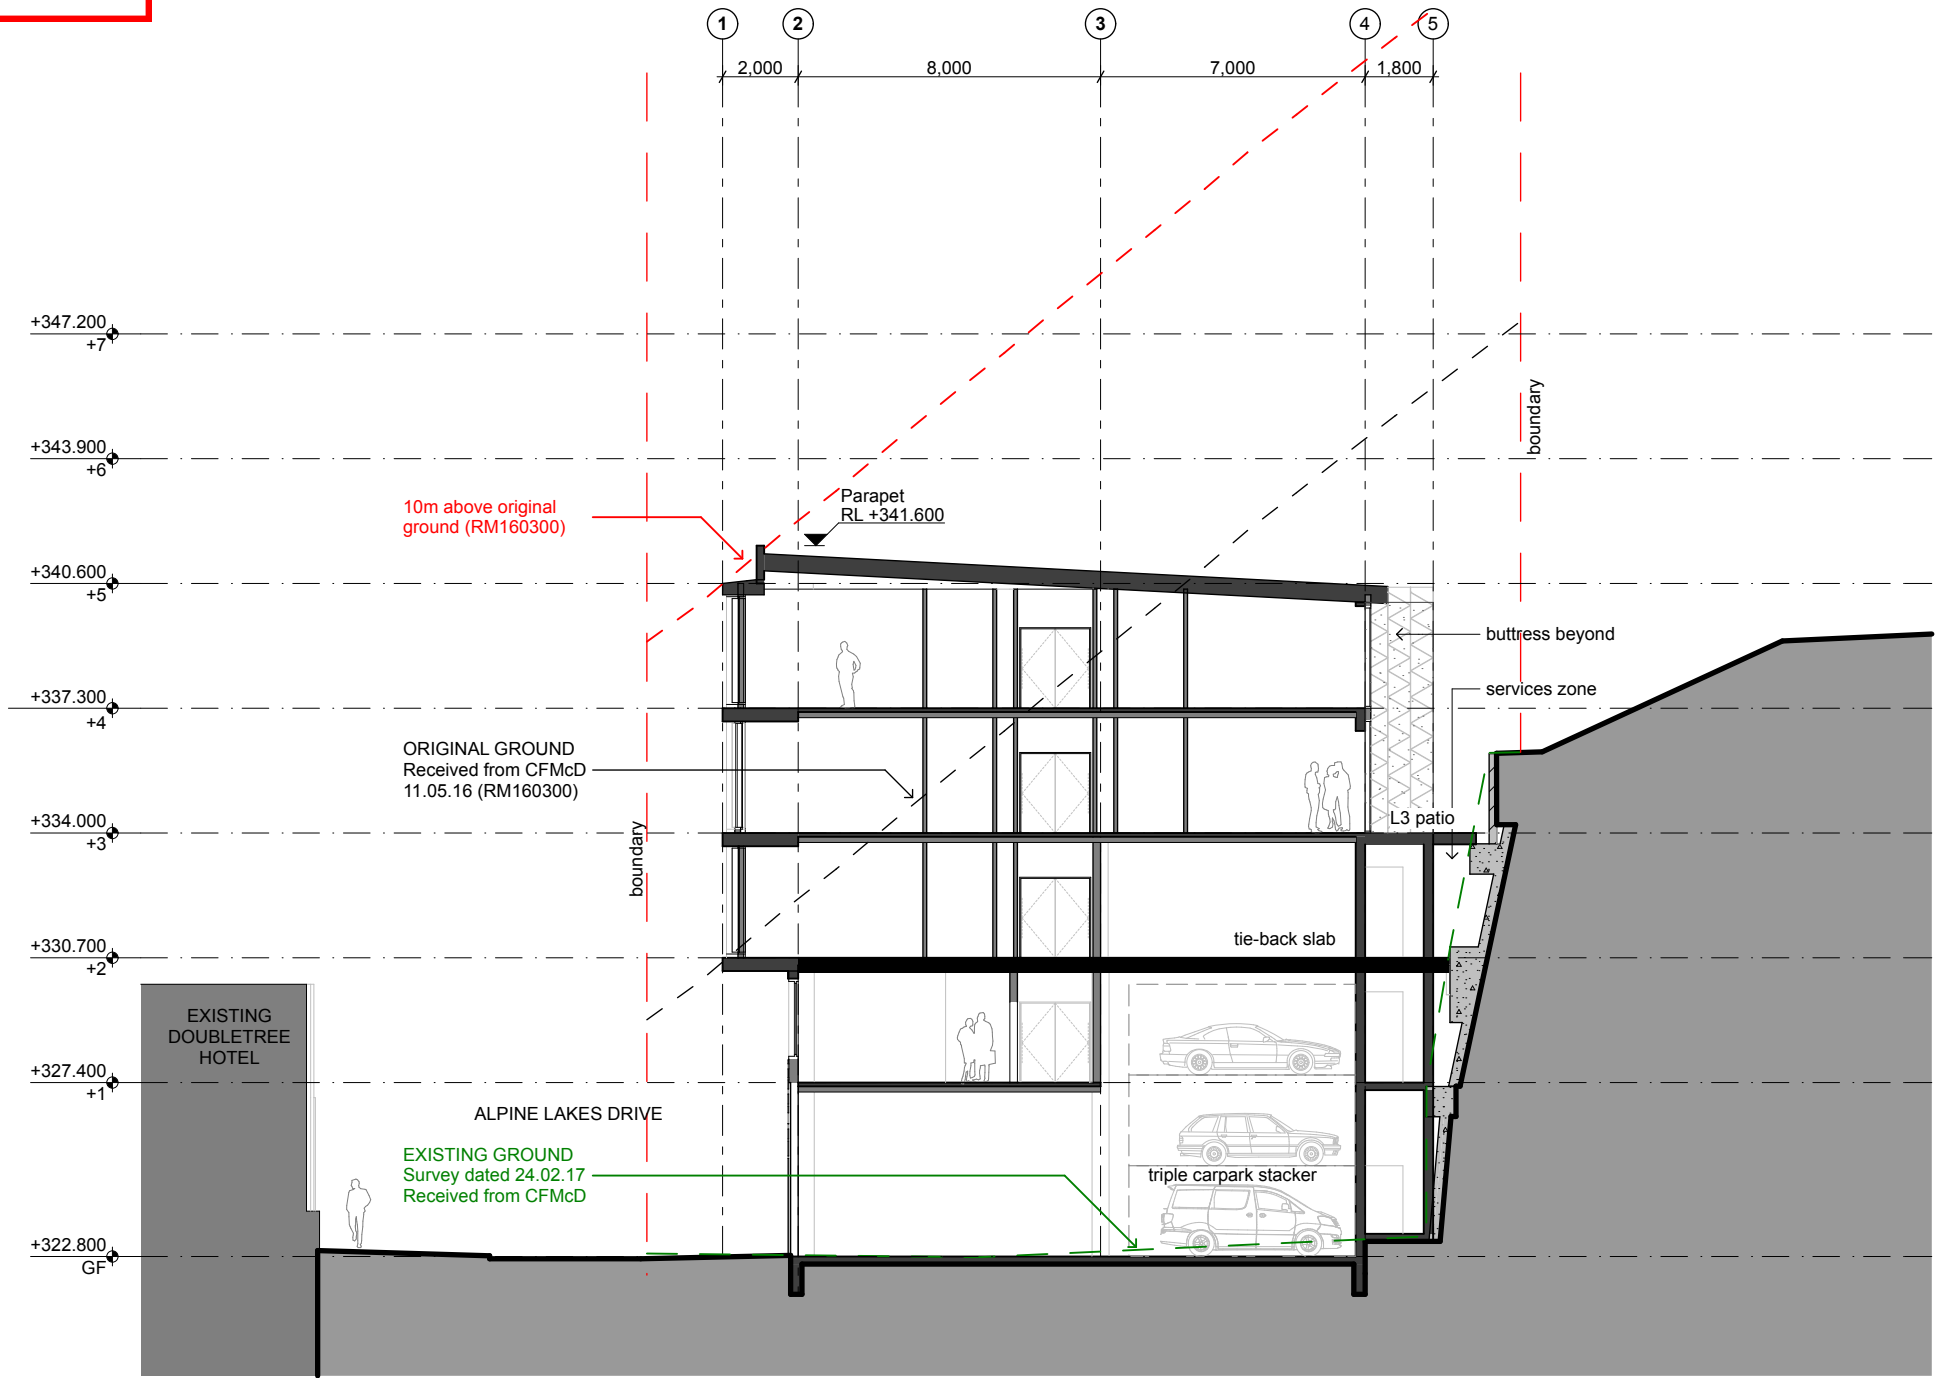 1
2
3
4
5
2,000
8,000
7,000
1,800
+347.200
+7
boundary
+343.900
+6
10m above original
ground (RM160300)
Parapet
RL +341.600
+340.600
+5
buttress beyond
services zone
+337.300
+4
ORIGINAL GROUND
Received from CFMcD
11.05.16 (RM160300)
L3 patio
+334.000
+3
boundary
tie-back slab
+330.700
+2
EXISTING
DOUBLETREE
HOTEL
+327.400
+1
ALPINE LAKES DRIVE
EXISTING GROUND
Survey dated 24.02.17
Received from CFMcD
triple carpark stacker
+322.800
GF